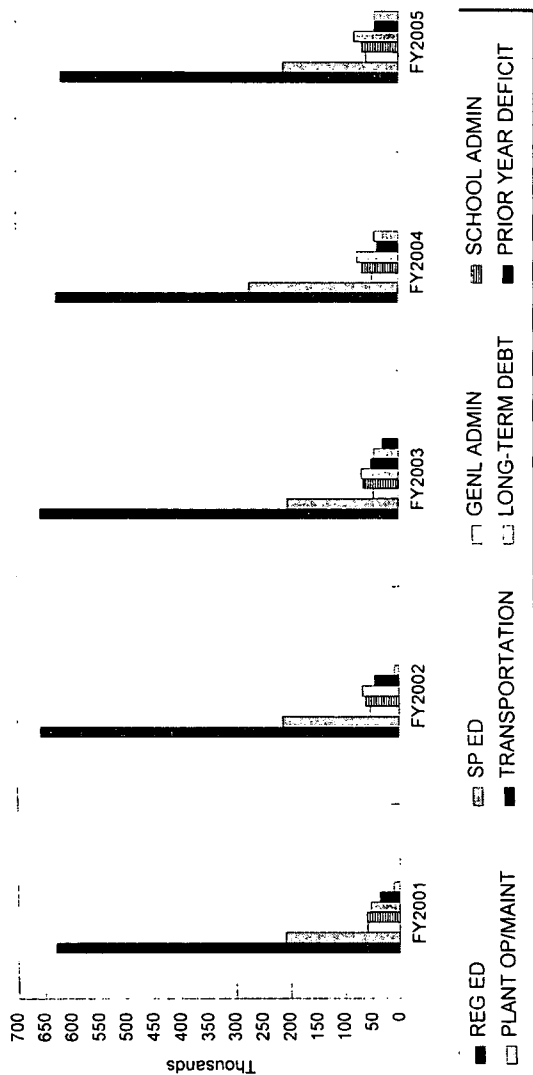 Thousands
700
650
600
550
500
450
400
350
300
250
200
150
100
50
0
FY2001
FY2002
FY2003
FY2004
FY2005
REG ED
SP ED
GENL ADMIN
SCHOOL ADMIN
PLANT OP/MAINT
TRANSPORTATION
LONG-TERM DEBT
PRIOR YEAR DEFICIT